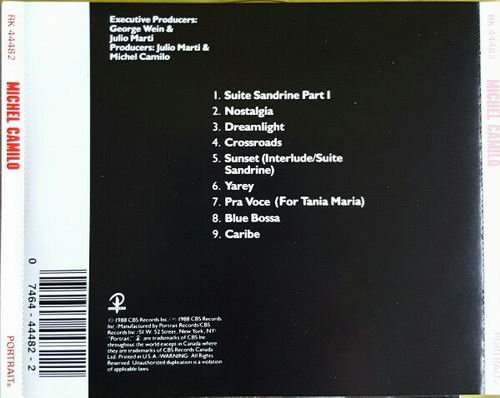 Executive Producers:
George Wein &
Julio Marti
Producers: Julio Marti &
Michel Camilo
1. Suite Sandrine Part I
2. Nostalgia
3. Dreamlight
4. Crossroads
5. Sunset (Interlude/Suite
Sandrine)
6. Yarey
7. Pra Voce (For Tania Maria)
8. Blue Bossa
9. Caribe
© 1988 CBS Records Inc./ ℗ 1988 CBS Records
Inc./Manufactured by Portrait Records/CBS
Records Inc./51 W. 52 Street, New York, NY/
"Portrait," are trademarks of CBS Inc.
throughout the world except in Canada where
they are trademarks of CBS Records Canada
Ltd./Printed in U.S.A./WARNING: All Rights
Reserved. Unauthorized duplication is a violation
of applicable laws.
RK 44482
MICHEL CAMILO
0 7464-44482-2
PORTRAIT®
RK 44482
MICHEL CAMILO
PORTRAIT